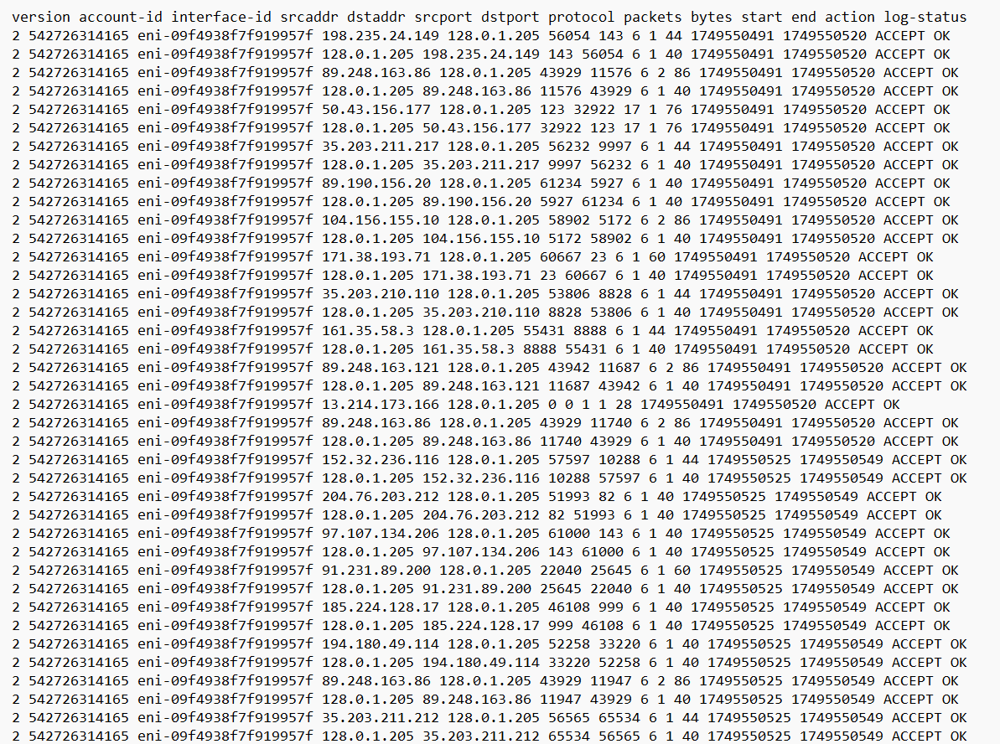 version account-id interface-id srcaddr dstaddr srcport dstport protocol packets bytes start end action log-status
2 542726314165 eni-09f4938f7f919957f 198.235.24.149 128.0.1.205 56054 143 6 1 44 1749550491 1749550520 ACCEPT OK
2 542726314165 eni-09f4938f7f919957f 128.0.1.205 198.235.24.149 143 56054 6 1 40 1749550491 1749550520 ACCEPT OK
2 542726314165 eni-09f4938f7f919957f 89.248.163.86 128.0.1.205 43929 11576 6 2 86 1749550491 1749550520 ACCEPT OK
2 542726314165 eni-09f4938f7f919957f 128.0.1.205 89.248.163.86 11576 43929 6 1 40 1749550491 1749550520 ACCEPT OK
2 542726314165 eni-09f4938f7f919957f 50.43.156.177 128.0.1.205 123 32922 17 1 76 1749550491 1749550520 ACCEPT OK
2 542726314165 eni-09f4938f7f919957f 128.0.1.205 50.43.156.177 32922 123 17 1 76 1749550491 1749550520 ACCEPT OK
2 542726314165 eni-09f4938f7f919957f 35.203.211.217 128.0.1.205 56232 9997 6 1 44 1749550491 1749550520 ACCEPT OK
2 542726314165 eni-09f4938f7f919957f 128.0.1.205 35.203.211.217 9997 56232 6 1 40 1749550491 1749550520 ACCEPT OK
2 542726314165 eni-09f4938f7f919957f 89.190.156.20 128.0.1.205 61234 5927 6 1 40 1749550491 1749550520 ACCEPT OK
2 542726314165 eni-09f4938f7f919957f 128.0.1.205 89.190.156.20 5927 61234 6 1 40 1749550491 1749550520 ACCEPT OK
2 542726314165 eni-09f4938f7f919957f 104.156.155.10 128.0.1.205 58902 5172 6 2 86 1749550491 1749550520 ACCEPT OK
2 542726314165 eni-09f4938f7f919957f 128.0.1.205 104.156.155.10 5172 58902 6 1 40 1749550491 1749550520 ACCEPT OK
2 542726314165 eni-09f4938f7f919957f 171.38.193.71 128.0.1.205 60667 23 6 1 60 1749550491 1749550520 ACCEPT OK
2 542726314165 eni-09f4938f7f919957f 128.0.1.205 171.38.193.71 23 60667 6 1 40 1749550491 1749550520 ACCEPT OK
2 542726314165 eni-09f4938f7f919957f 35.203.210.110 128.0.1.205 53806 8828 6 1 44 1749550491 1749550520 ACCEPT OK
2 542726314165 eni-09f4938f7f919957f 128.0.1.205 35.203.210.110 8828 53806 6 1 40 1749550491 1749550520 ACCEPT OK
2 542726314165 eni-09f4938f7f919957f 161.35.58.3 128.0.1.205 55431 8888 6 1 44 1749550491 1749550520 ACCEPT OK
2 542726314165 eni-09f4938f7f919957f 128.0.1.205 161.35.58.3 8888 55431 6 1 40 1749550491 1749550520 ACCEPT OK
2 542726314165 eni-09f4938f7f919957f 89.248.163.121 128.0.1.205 43942 11687 6 2 86 1749550491 1749550520 ACCEPT OK
2 542726314165 eni-09f4938f7f919957f 128.0.1.205 89.248.163.121 11687 43942 6 1 40 1749550491 1749550520 ACCEPT OK
2 542726314165 eni-09f4938f7f919957f 13.214.173.166 128.0.1.205 0 0 1 1 28 1749550491 1749550520 ACCEPT OK
2 542726314165 eni-09f4938f7f919957f 89.248.163.86 128.0.1.205 43929 11740 6 2 86 1749550491 1749550520 ACCEPT OK
2 542726314165 eni-09f4938f7f919957f 128.0.1.205 89.248.163.86 11740 43929 6 1 40 1749550491 1749550520 ACCEPT OK
2 542726314165 eni-09f4938f7f919957f 152.32.236.116 128.0.1.205 57597 10288 6 1 44 1749550525 1749550549 ACCEPT OK
2 542726314165 eni-09f4938f7f919957f 128.0.1.205 152.32.236.116 10288 57597 6 1 40 1749550525 1749550549 ACCEPT OK
2 542726314165 eni-09f4938f7f919957f 204.76.203.212 128.0.1.205 51993 82 6 1 40 1749550525 1749550549 ACCEPT OK
2 542726314165 eni-09f4938f7f919957f 128.0.1.205 204.76.203.212 82 51993 6 1 40 1749550525 1749550549 ACCEPT OK
2 542726314165 eni-09f4938f7f919957f 97.107.134.206 128.0.1.205 61000 143 6 1 40 1749550525 1749550549 ACCEPT OK
2 542726314165 eni-09f4938f7f919957f 128.0.1.205 97.107.134.206 143 61000 6 1 40 1749550525 1749550549 ACCEPT OK
2 542726314165 eni-09f4938f7f919957f 91.231.89.200 128.0.1.205 22040 25645 6 1 60 1749550525 1749550549 ACCEPT OK
2 542726314165 eni-09f4938f7f919957f 128.0.1.205 91.231.89.200 25645 22040 6 1 40 1749550525 1749550549 ACCEPT OK
2 542726314165 eni-09f4938f7f919957f 185.224.128.17 128.0.1.205 46108 999 6 1 40 1749550525 1749550549 ACCEPT OK
2 542726314165 eni-09f4938f7f919957f 128.0.1.205 185.224.128.17 999 46108 6 1 40 1749550525 1749550549 ACCEPT OK
2 542726314165 eni-09f4938f7f919957f 194.180.49.114 128.0.1.205 52258 33220 6 1 40 1749550525 1749550549 ACCEPT OK
2 542726314165 eni-09f4938f7f919957f 128.0.1.205 194.180.49.114 33220 52258 6 1 40 1749550525 1749550549 ACCEPT OK
2 542726314165 eni-09f4938f7f919957f 89.248.163.86 128.0.1.205 43929 11947 6 2 86 1749550525 1749550549 ACCEPT OK
2 542726314165 eni-09f4938f7f919957f 128.0.1.205 89.248.163.86 11947 43929 6 1 40 1749550525 1749550549 ACCEPT OK
2 542726314165 eni-09f4938f7f919957f 35.203.211.212 128.0.1.205 56565 65534 6 1 44 1749550525 1749550549 ACCEPT OK
2 542726314165 eni-09f4938f7f919957f 128.0.1.205 35.203.211.212 65534 56565 6 1 40 1749550525 1749550549 ACCEPT OK